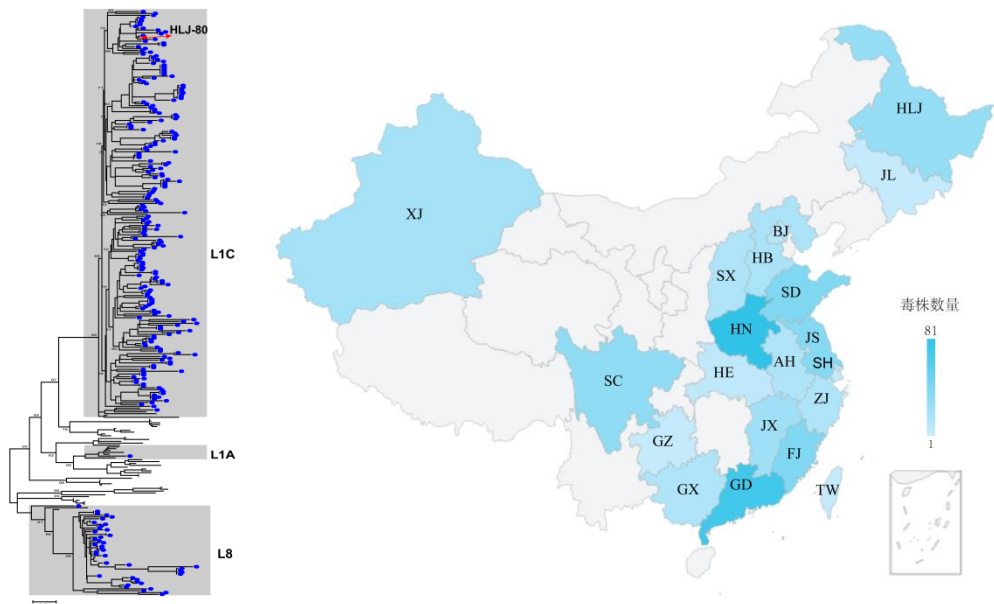 HLJ-80
L1C
L1A
L8
HLJ
JL
XJ
BJ
HB
SX
SD
HN
JS
AH
SH
HE
SC
ZJ
JX
GZ
FJ
GX
GD
TW
毒株数量
81
1